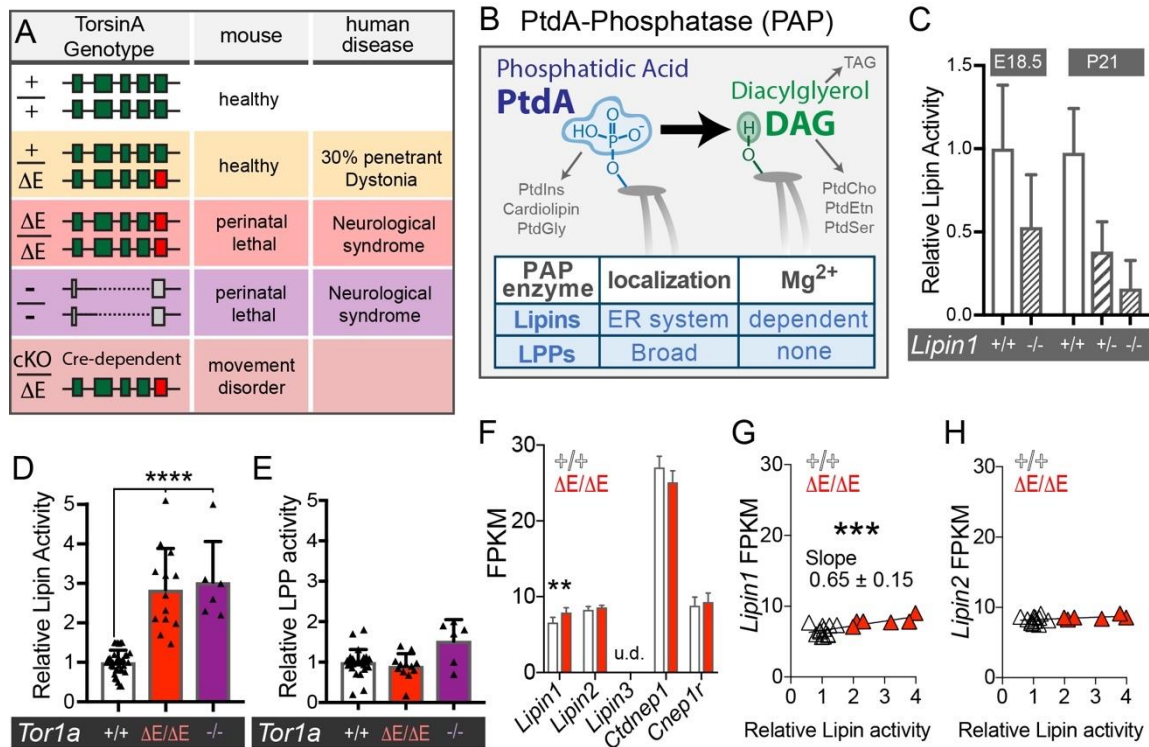 A
TorsinA
Genotype
mouse
human
disease
+
+
healthy
+
ΔE
healthy
30% penetrant
Dystonia
ΔE
ΔE
perinatal
lethal
Neurological
syndrome
-
-
perinatal
lethal
Neurological
syndrome
cKO
ΔE
Cre-dependent
movement
disorder
B PtdA-Phosphatase (PAP)
Phosphatidic Acid
PtdA
TAG
Diacylglyerol
DAG
O
HO P O-
O
H
O
PtdIns
Cardiolipin
PtdGly
PtdCho
PtdEtn
PtdSer
PAP
enzyme
localization
Mg2+
Lipins
ER system
dependent
LPPs
Broad
none
C
E18.5
P21
Relative Lipin Activity
1.5
1.0
0.5
0.0
Lipin1 +/+ -/- +/+ +/- -/-
D
****
Relative Lipin Activity
5
4
3
2
1
0
Tor1a +/+ ΔE/ΔE -/-
E
Relative LPP activity
5
4
3
2
1
0
Tor1a +/+ ΔE/ΔE -/-
F
+/+
ΔE/ΔE
FPKM
30
20
10
0
**
u.d.
Lipin1 Lipin2 Lipin3 Ctdnep1 Cnep1r
G
+/+
ΔE/ΔE
***
Slope
0.65 ± 0.15
Lipin1 FPKM
30
20
10
0
0 1 2 3 4
Relative Lipin activity
H
+/+
ΔE/ΔE
Lipin2 FPKM
30
20
10
0
0 1 2 3 4
Relative Lipin activity